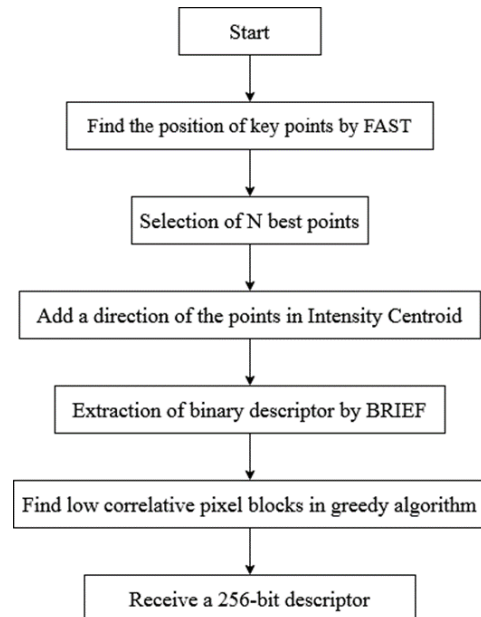 Start
Find the position of key points by FAST
Selection of N best points
Add a direction of the points in Intensity Centroid
Extraction of binary descriptor by BRIEF
Find low correlative pixel blocks in greedy algorithm
Receive a 256-bit descriptor